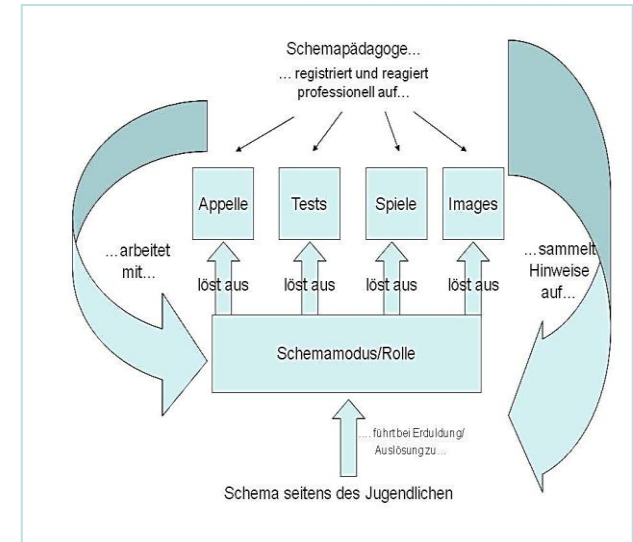 Schemapädagoge…
… registriert und reagiert
professionell auf…
Appelle
Tests
Spiele
Images
…arbeitet
mit…
…sammelt
Hinweise
auf…
löst aus
löst aus
löst aus
löst aus
Schemamodus/Rolle
….führt bei Erduldung/
Auslösung zu…
Schema seitens des Jugendlichen